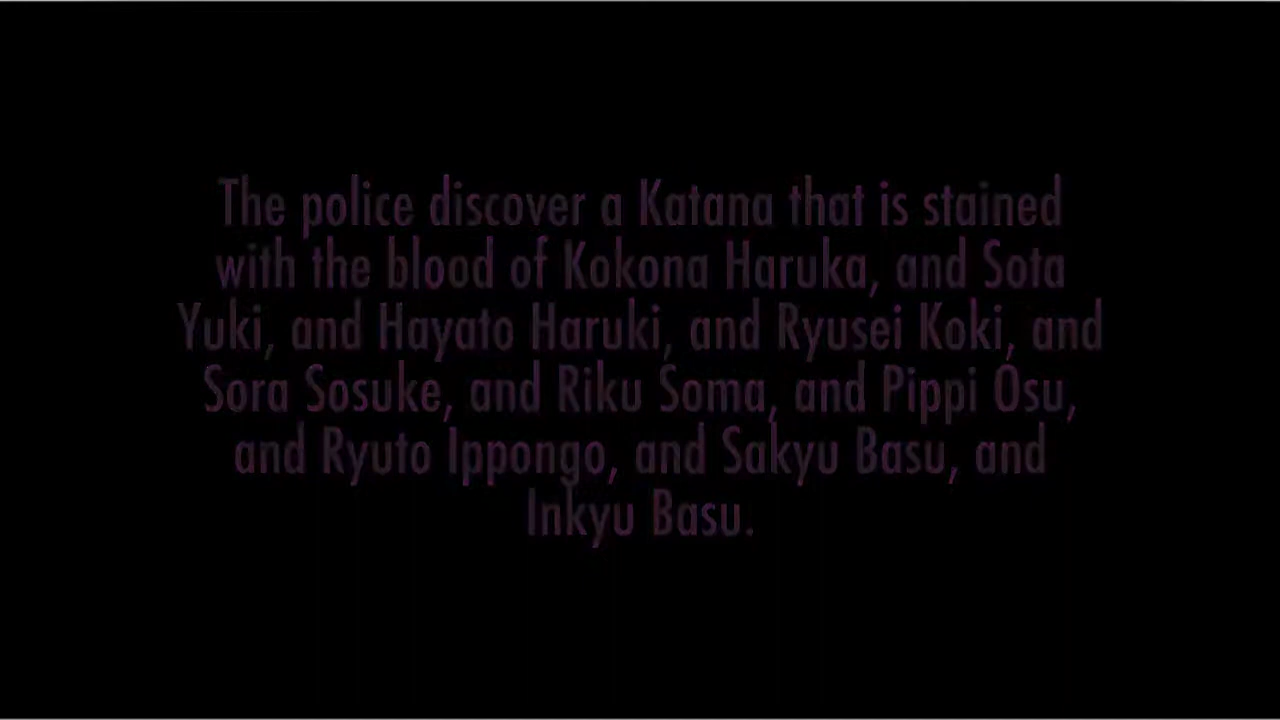 The police discover a Katana that is stained
with the blood of Kokona Haruka, and Sota
Yuki, and Hayato Haruki, and Ryusei Koki, and
Sora Sosuke, and Riku Soma, and Pippi Osu,
and Ryuto Ippongo, and Sakyu Basu, and
Inkyu Basu.